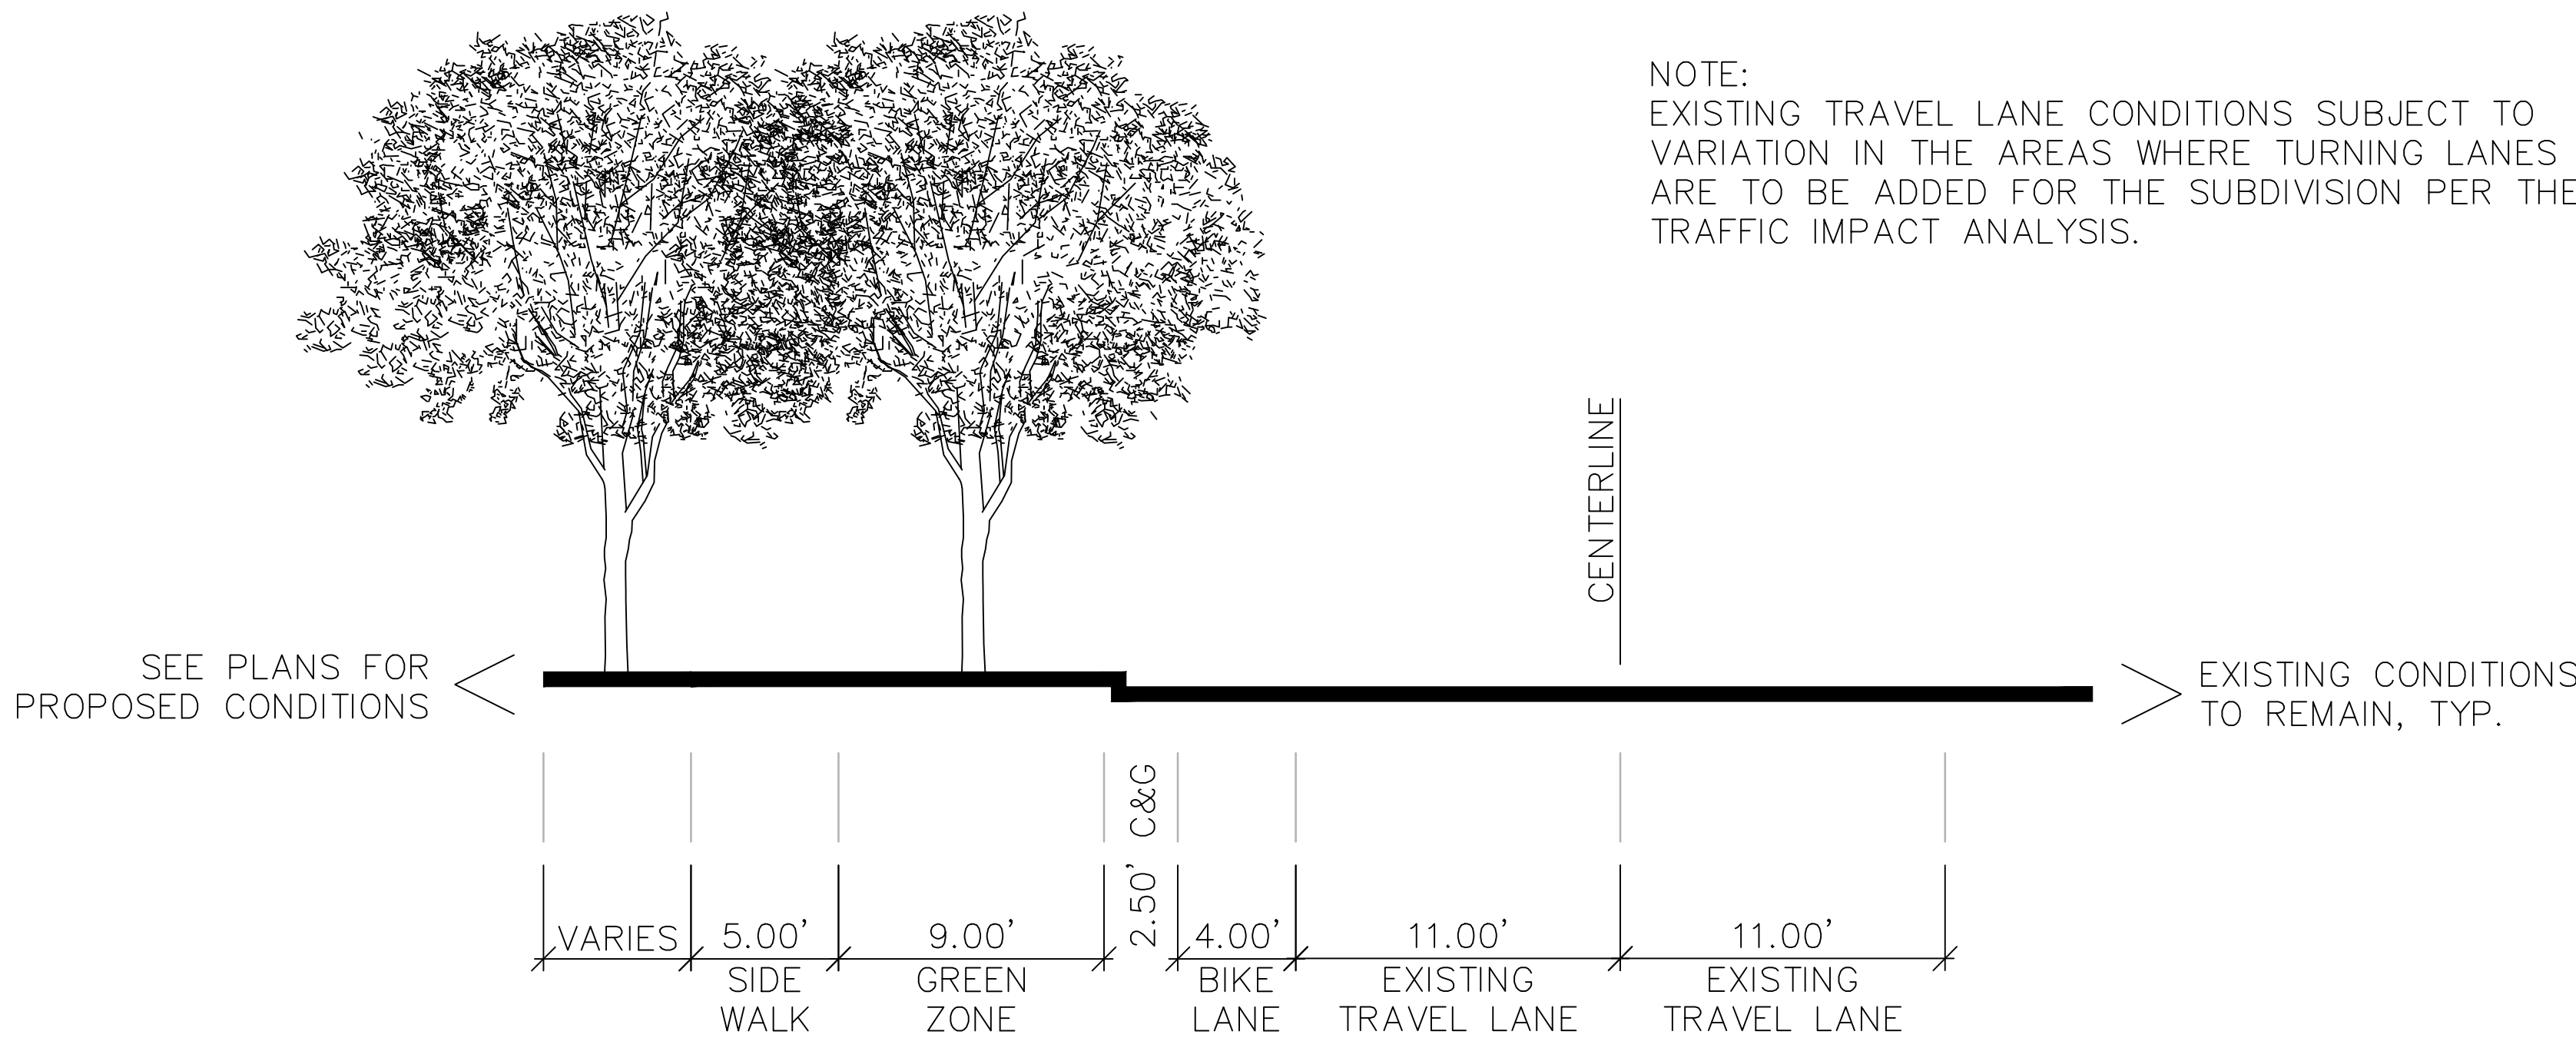 NOTE:
EXISTING TRAVEL LANE CONDITIONS SUBJECT TO
VARIATION IN THE AREAS WHERE TURNING LANES
ARE TO BE ADDED FOR THE SUBDIVISION PER THE
TRAFFIC IMPACT ANALYSIS.
CENTERLINE
SEE PLANS FOR
PROPOSED CONDITIONS
EXISTING CONDITIONS
TO REMAIN, TYP.
VARIES
5.00'
SIDE
WALK
9.00'
GREEN
ZONE
2.50' C&G
4.00'
BIKE
LANE
11.00'
EXISTING
TRAVEL LANE
11.00'
EXISTING
TRAVEL LANE